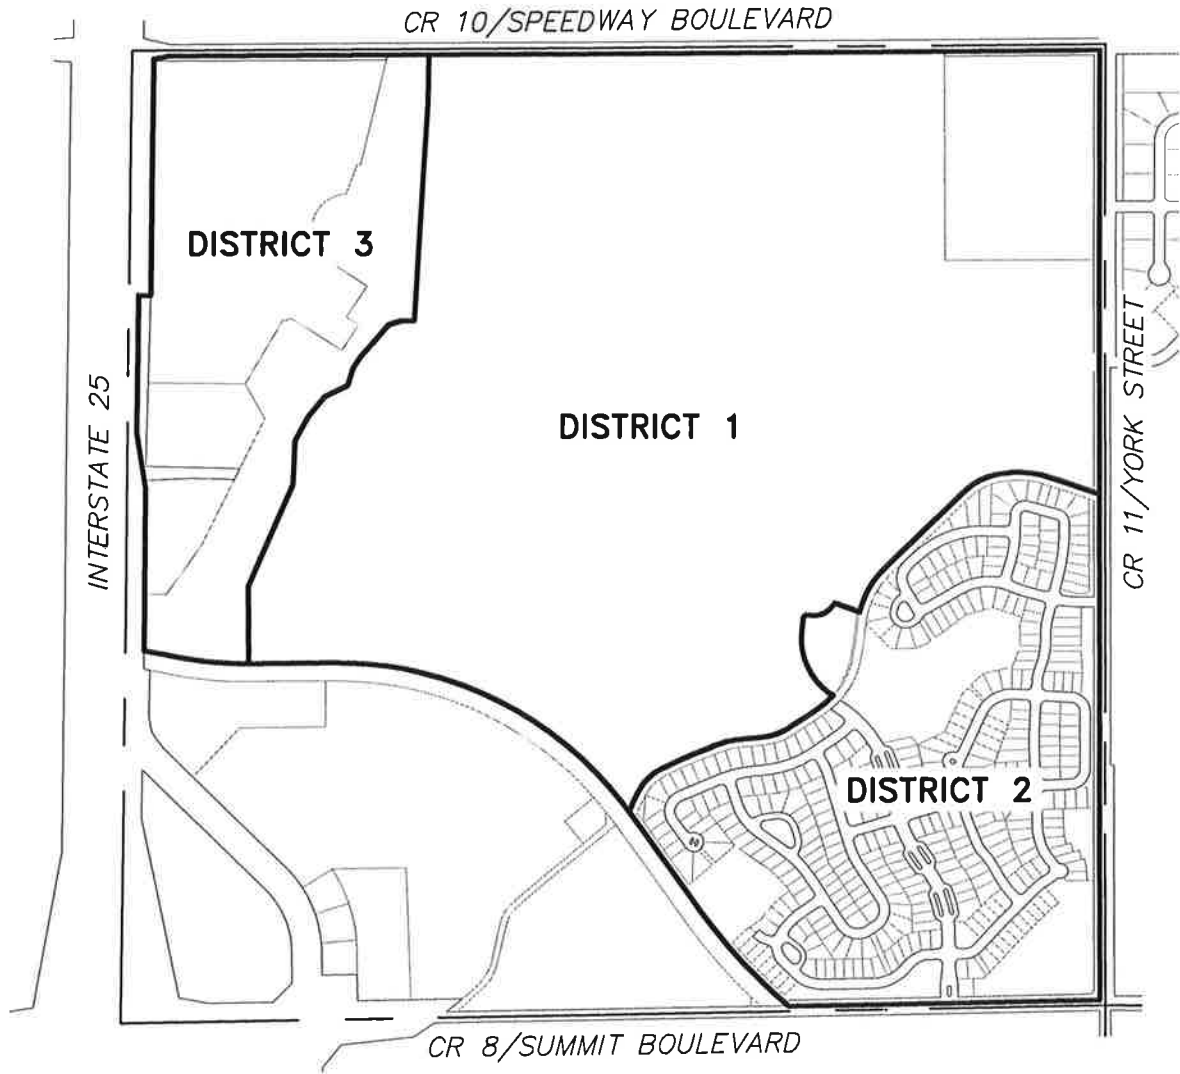 CR 10/SPEEDWAY BOULEVARD
DISTRICT 3
DISTRICT 1
INTERSTATE 25
CR 11/YORK STREET
DISTRICT 2
CR 8/SUMMIT BOULEVARD